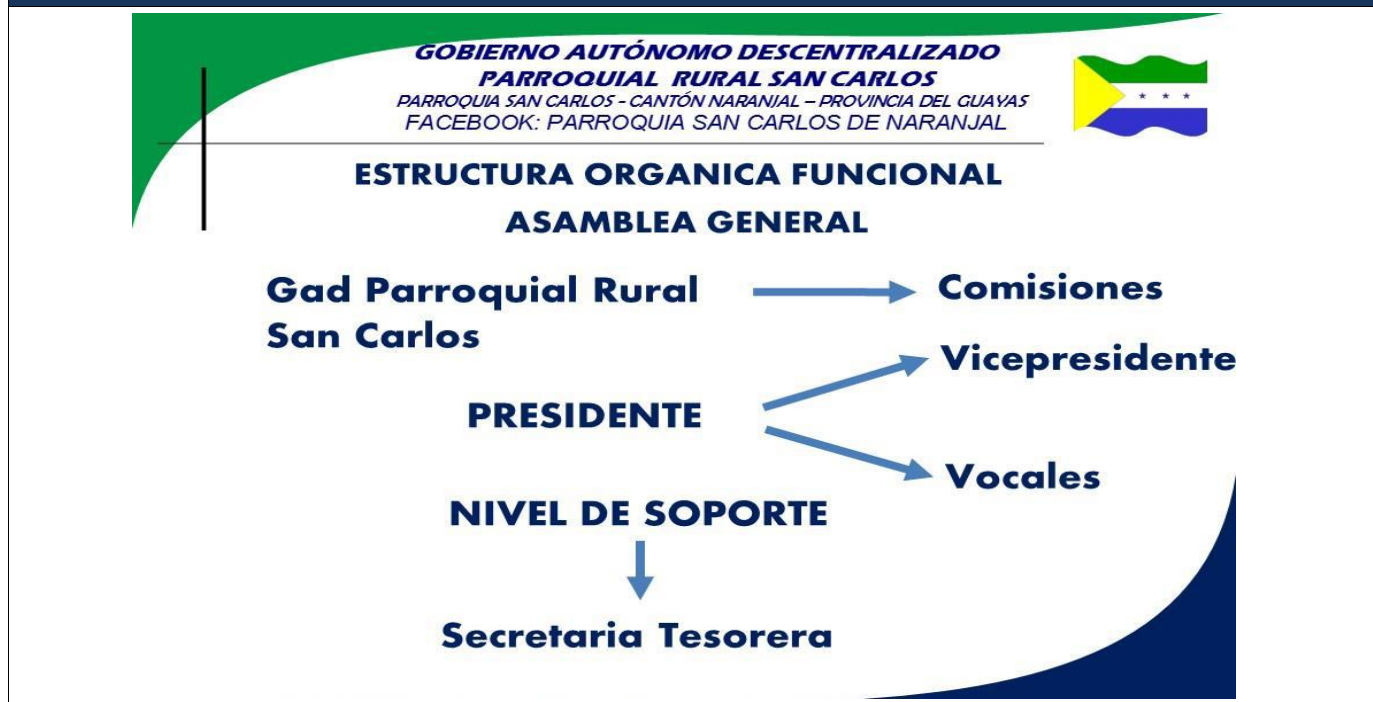 GOBIERNO AUTÓNOMO DESCENTRALIZADO
PARROQUIAL RURAL SAN CARLOS
PARROQUIA SAN CARLOS - CANTÓN NARANJAL – PROVINCIA DEL GUAYAS
FACEBOOK: PARROQUIA SAN CARLOS DE NARANJAL
ESTRUCTURA ORGANICA FUNCIONAL
ASAMBLEA GENERAL
Gad Parroquial Rural
San Carlos
Comisiones
Vicepresidente
PRESIDENTE
Vocales
NIVEL DE SOPORTE
Secretaria Tesorera